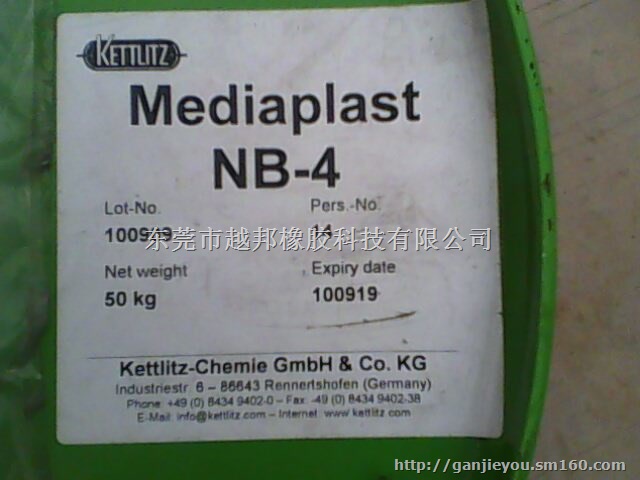 KETTLITZ
Mediaplast
NB-4
Lot-No. Pers.-No.
14
东莞市越邦橡胶科技有限公司
Net weight Expiry date
50 kg 100919
Kettlitz-Chemie GmbH & Co. KG
Industriestr. 6 – 86643 Rennertshofen (Germany)
Phone: +49 (0) 8434 9402-0 – Fax: -49 (0) 8434 9402-38
E-Mail: info@kettlitz.com – Internet: www.kettlitz.com
http://ganjieyou.sm160.com